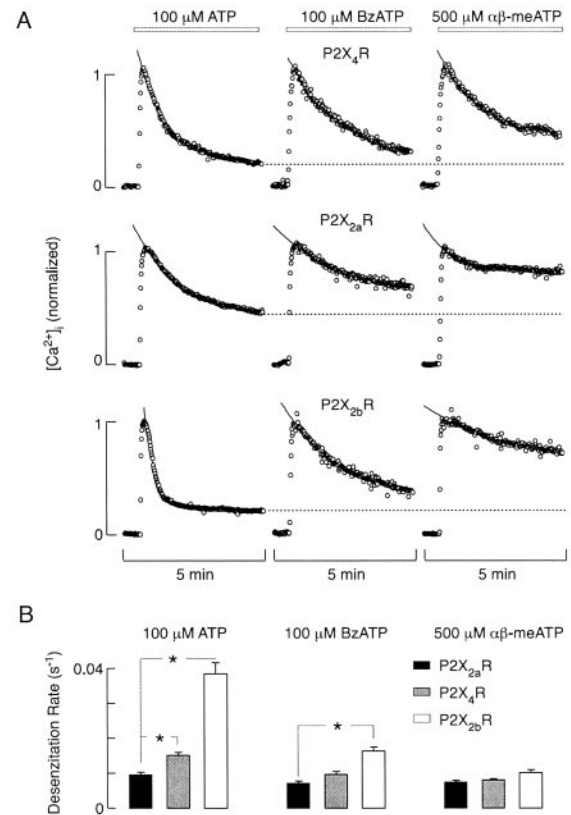 A
100 μM ATP
100 μM BzATP
500 μM αβ-meATP
P2X4R
1
0
P2X2aR
[Ca2+]i (normalized)
1
0
P2X2bR
1
0
5 min
5 min
5 min
B
100 μM ATP
100 μM BzATP
500 μM αβ-meATP
Desenzitation Rate (s-1)
0.04
0
*
*
*
P2X2aR
P2X4R
P2X2bR